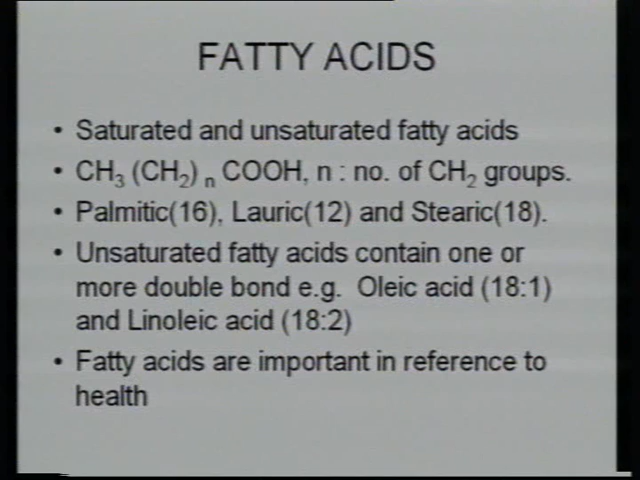 FATTY ACIDS
• Saturated and unsaturated fatty acids
• CH₃ (CH₂) ₙ COOH, n : no. of CH₂ groups.
• Palmitic(16), Lauric(12) and Stearic(18).
• Unsaturated fatty acids contain one or
more double bond e.g. Oleic acid (18:1)
and Linoleic acid (18:2)
• Fatty acids are important in reference to
health